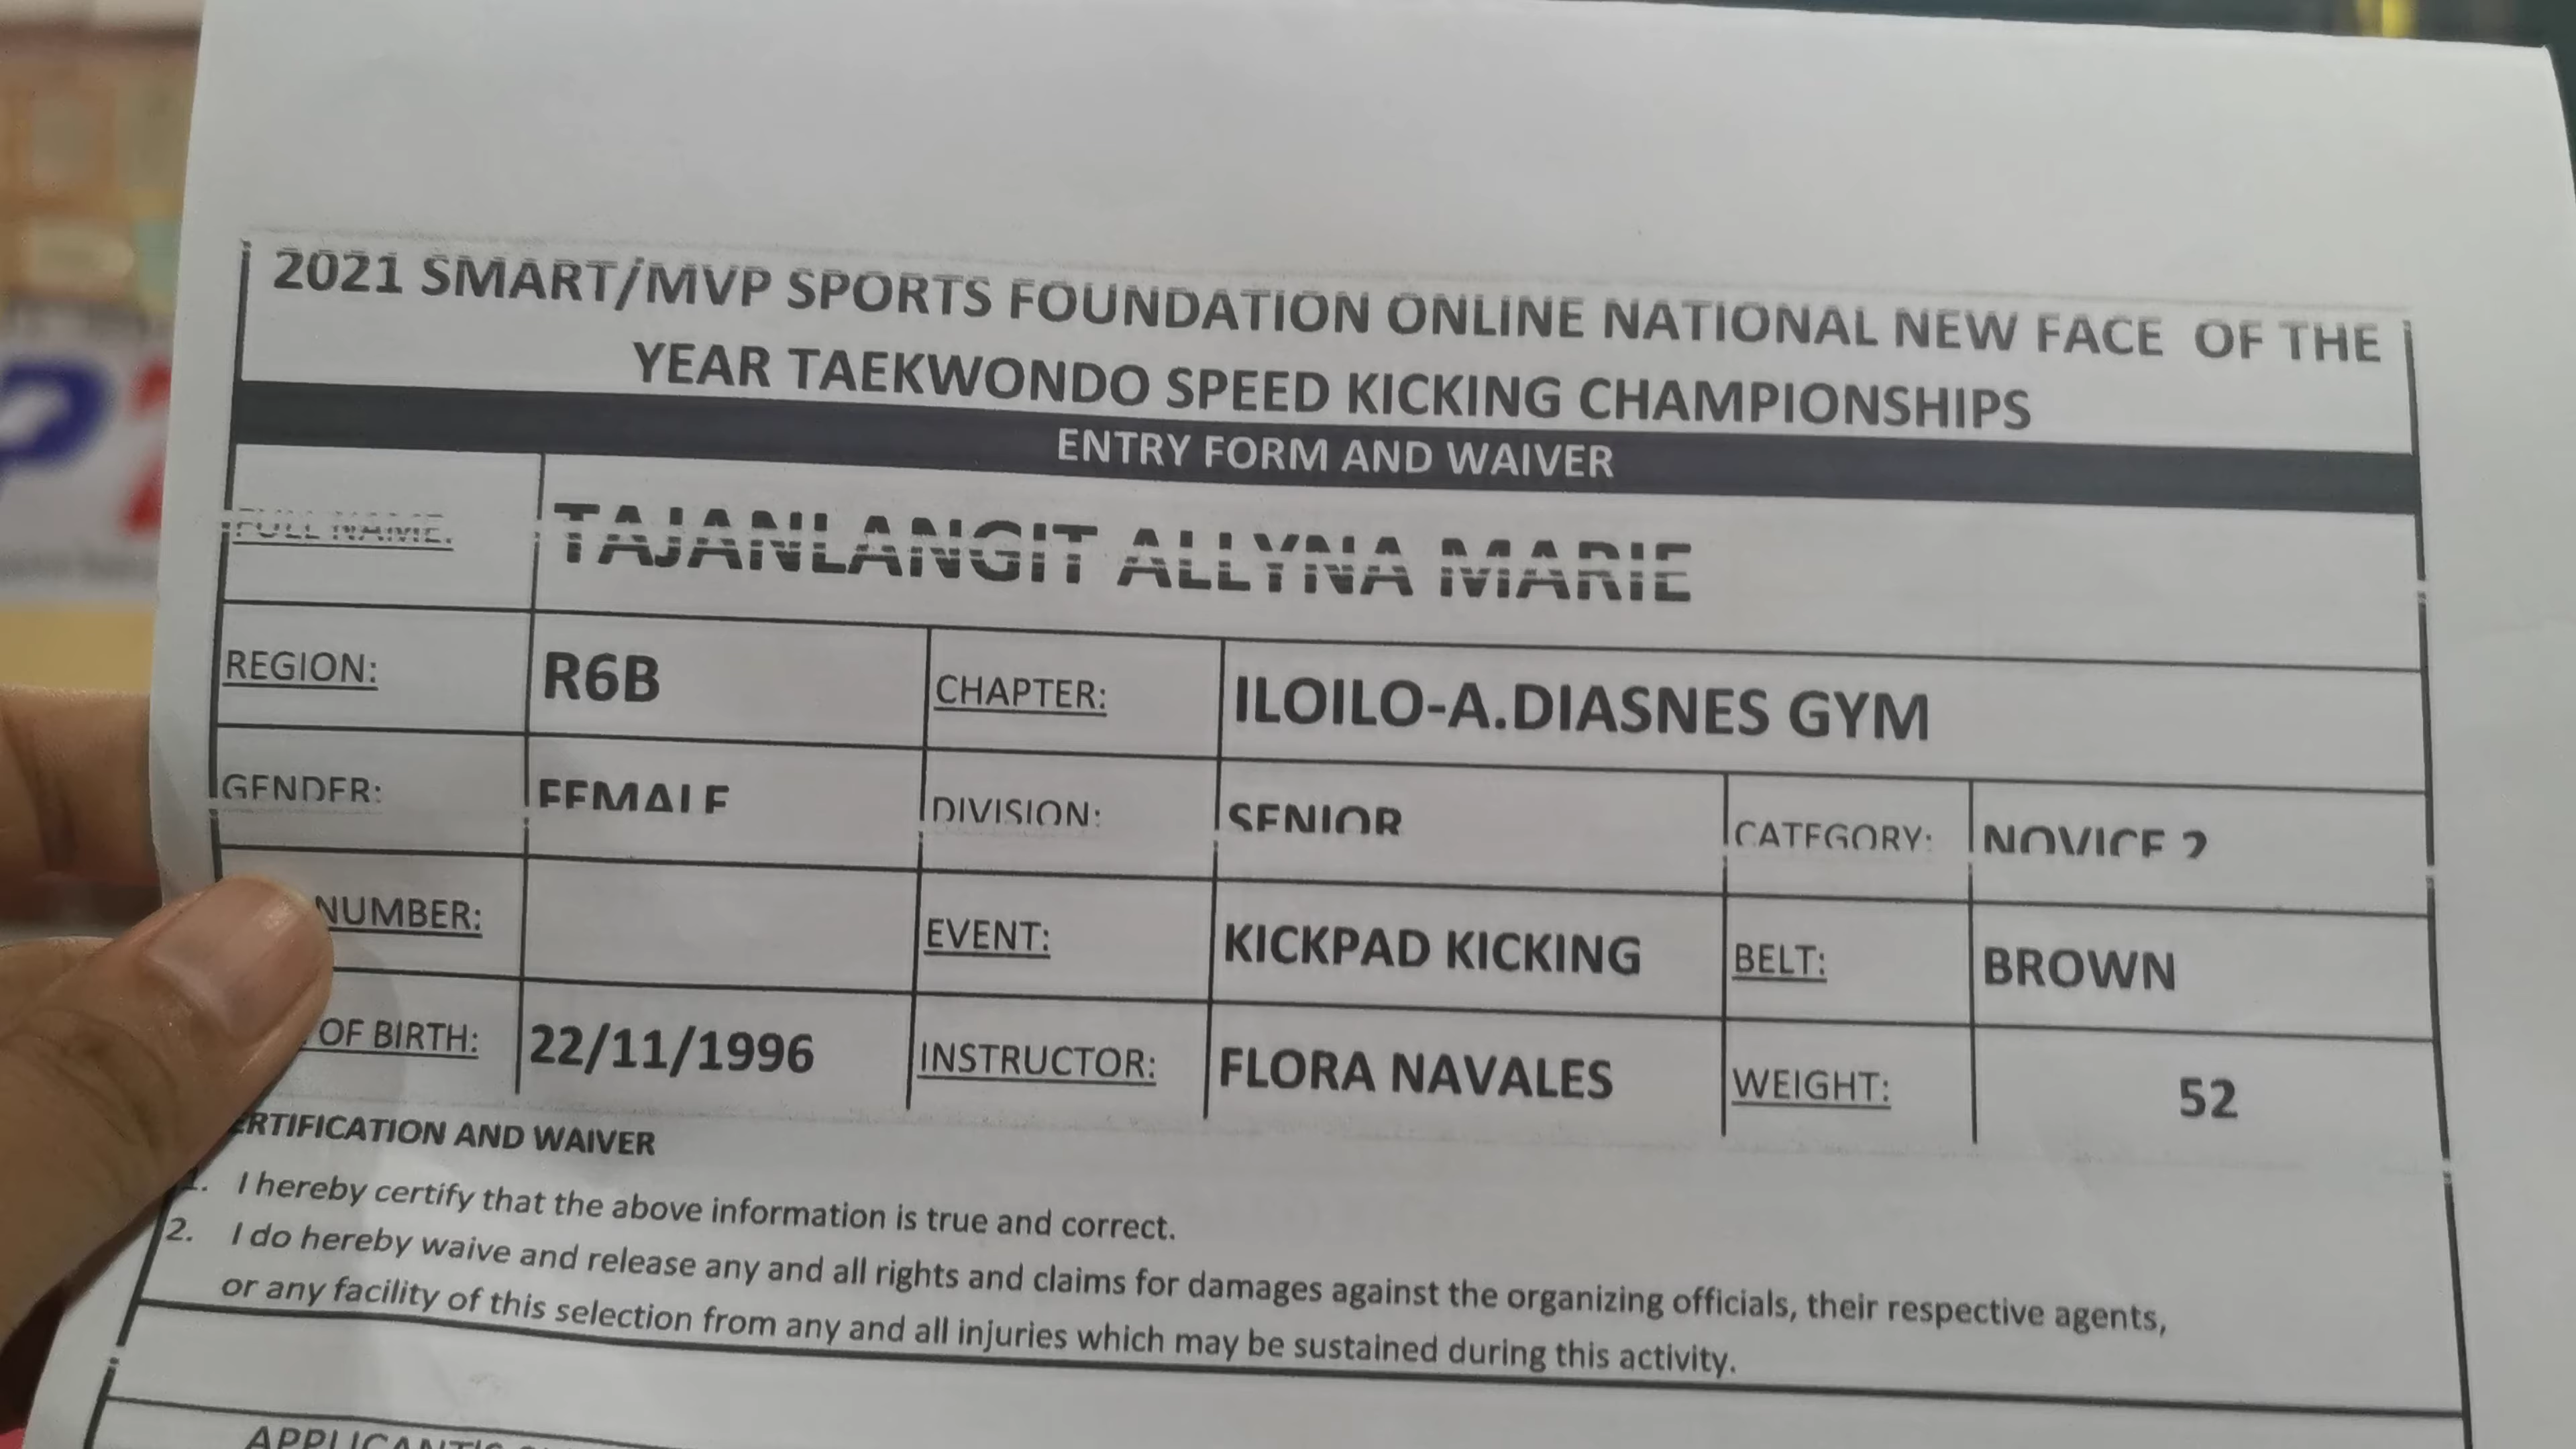 2021 SMART/MVP SPORTS FOUNDATION ONLINE NATIONAL NEW FACE OF THE
YEAR TAEKWONDO SPEED KICKING CHAMPIONSHIPS
ENTRY FORM AND WAIVER
FULL NAME: TAJANLANGIT ALLYNA MARIE
REGION: R6B CHAPTER: ILOILO-A.DIASNES GYM
GENDER: FEMALE DIVISION: SENIOR CATEGORY: NOVICE 2
NUMBER: EVENT: KICKPAD KICKING BELT: BROWN
OF BIRTH: 22/11/1996 INSTRUCTOR: FLORA NAVALES WEIGHT: 52
ERTIFICATION AND WAIVER
1. I hereby certify that the above information is true and correct.
2. I do hereby waive and release any and all rights and claims for damages against the organizing officials, their respective agents,
or any facility of this selection from any and all injuries which may be sustained during this activity.
APPLICANT'S